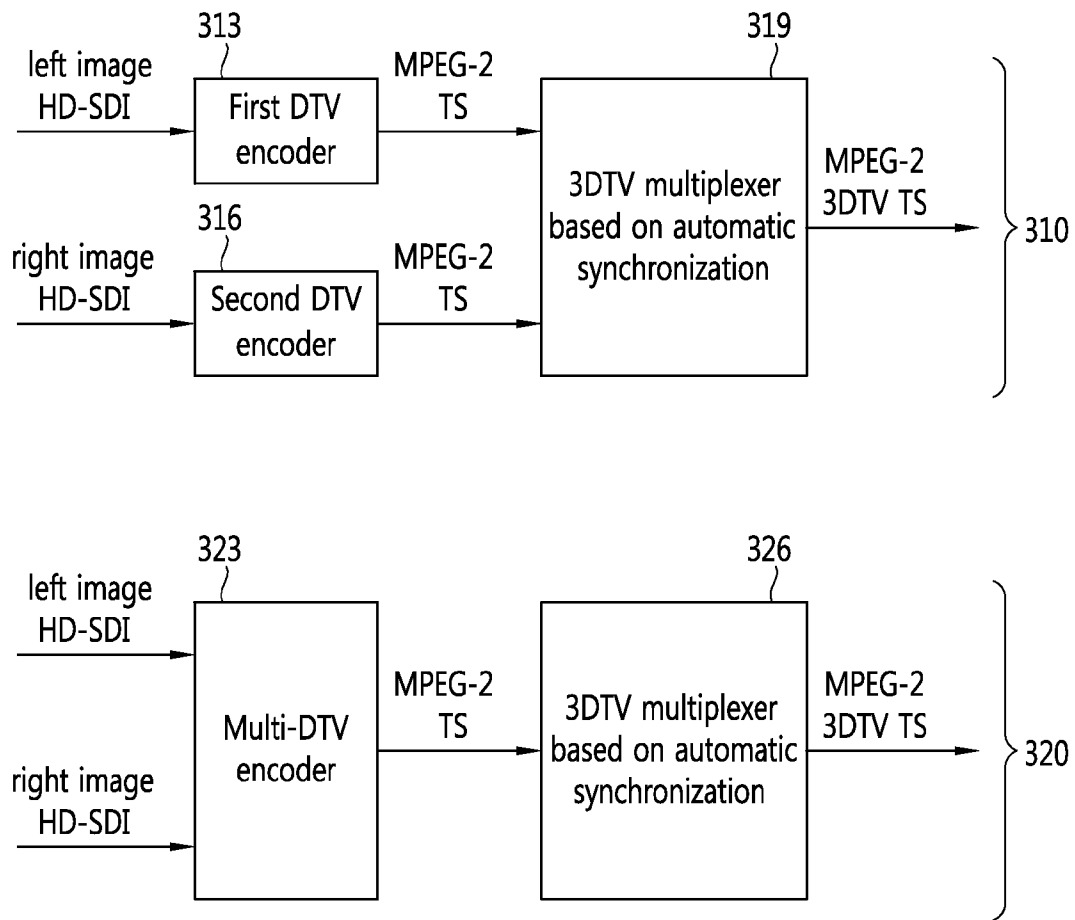 313
319
left image
HD-SDI
First DTV
encoder
MPEG-2
TS
3DTV multiplexer
based on automatic
synchronization
MPEG-2
3DTV TS
310
316
right image
HD-SDI
Second DTV
encoder
MPEG-2
TS
323
326
left image
HD-SDI
right image
HD-SDI
Multi-DTV
encoder
MPEG-2
TS
3DTV multiplexer
based on automatic
synchronization
MPEG-2
3DTV TS
320